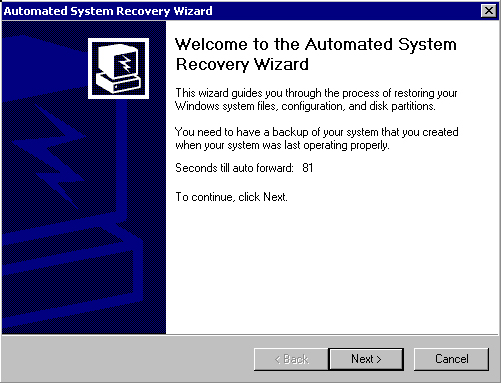 Automated System Recovery Wizard
Welcome to the Automated System
Recovery Wizard
This wizard guides you through the process of restoring your
Windows system files, configuration, and disk partitions.
You need to have a backup of your system that you created
when your system was last operating properly.
Seconds till auto forward: 81
To continue, click Next.
< Back
Next >
Cancel